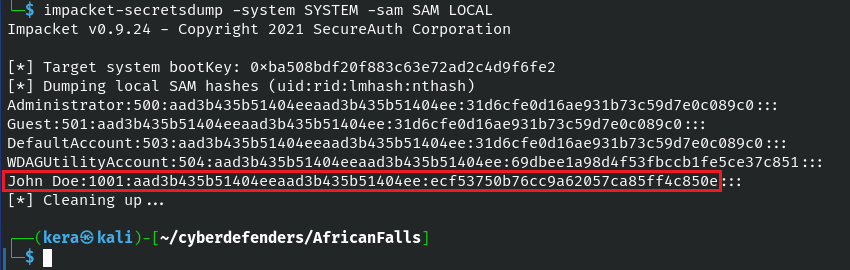 └─$ impacket-secretsdump -system SYSTEM -sam SAM LOCAL
Impacket v0.9.24 - Copyright 2021 SecureAuth Corporation
[*] Target system bootKey: 0xba508bdf20f883c63e72ad2c4d9f6fe2
[*] Dumping local SAM hashes (uid:rid:lmhash:nthash)
Administrator:500:aad3b435b51404eeaad3b435b51404ee:31d6cfe0d16ae931b73c59d7e0c089c0:::
Guest:501:aad3b435b51404eeaad3b435b51404ee:31d6cfe0d16ae931b73c59d7e0c089c0:::
DefaultAccount:503:aad3b435b51404eeaad3b435b51404ee:31d6cfe0d16ae931b73c59d7e0c089c0:::
WDAGUtilityAccount:504:aad3b435b51404eeaad3b435b51404ee:69dbee1a98d4f53fbccb1fe5ce37c851:::
John Doe:1001:aad3b435b51404eeaad3b435b51404ee:ecf53750b76cc9a62057ca85ff4c850e:::
[*] Cleaning up...
┌──(kera㉿kali)-[~/cyberdefenders/AfricanFalls]
└─$